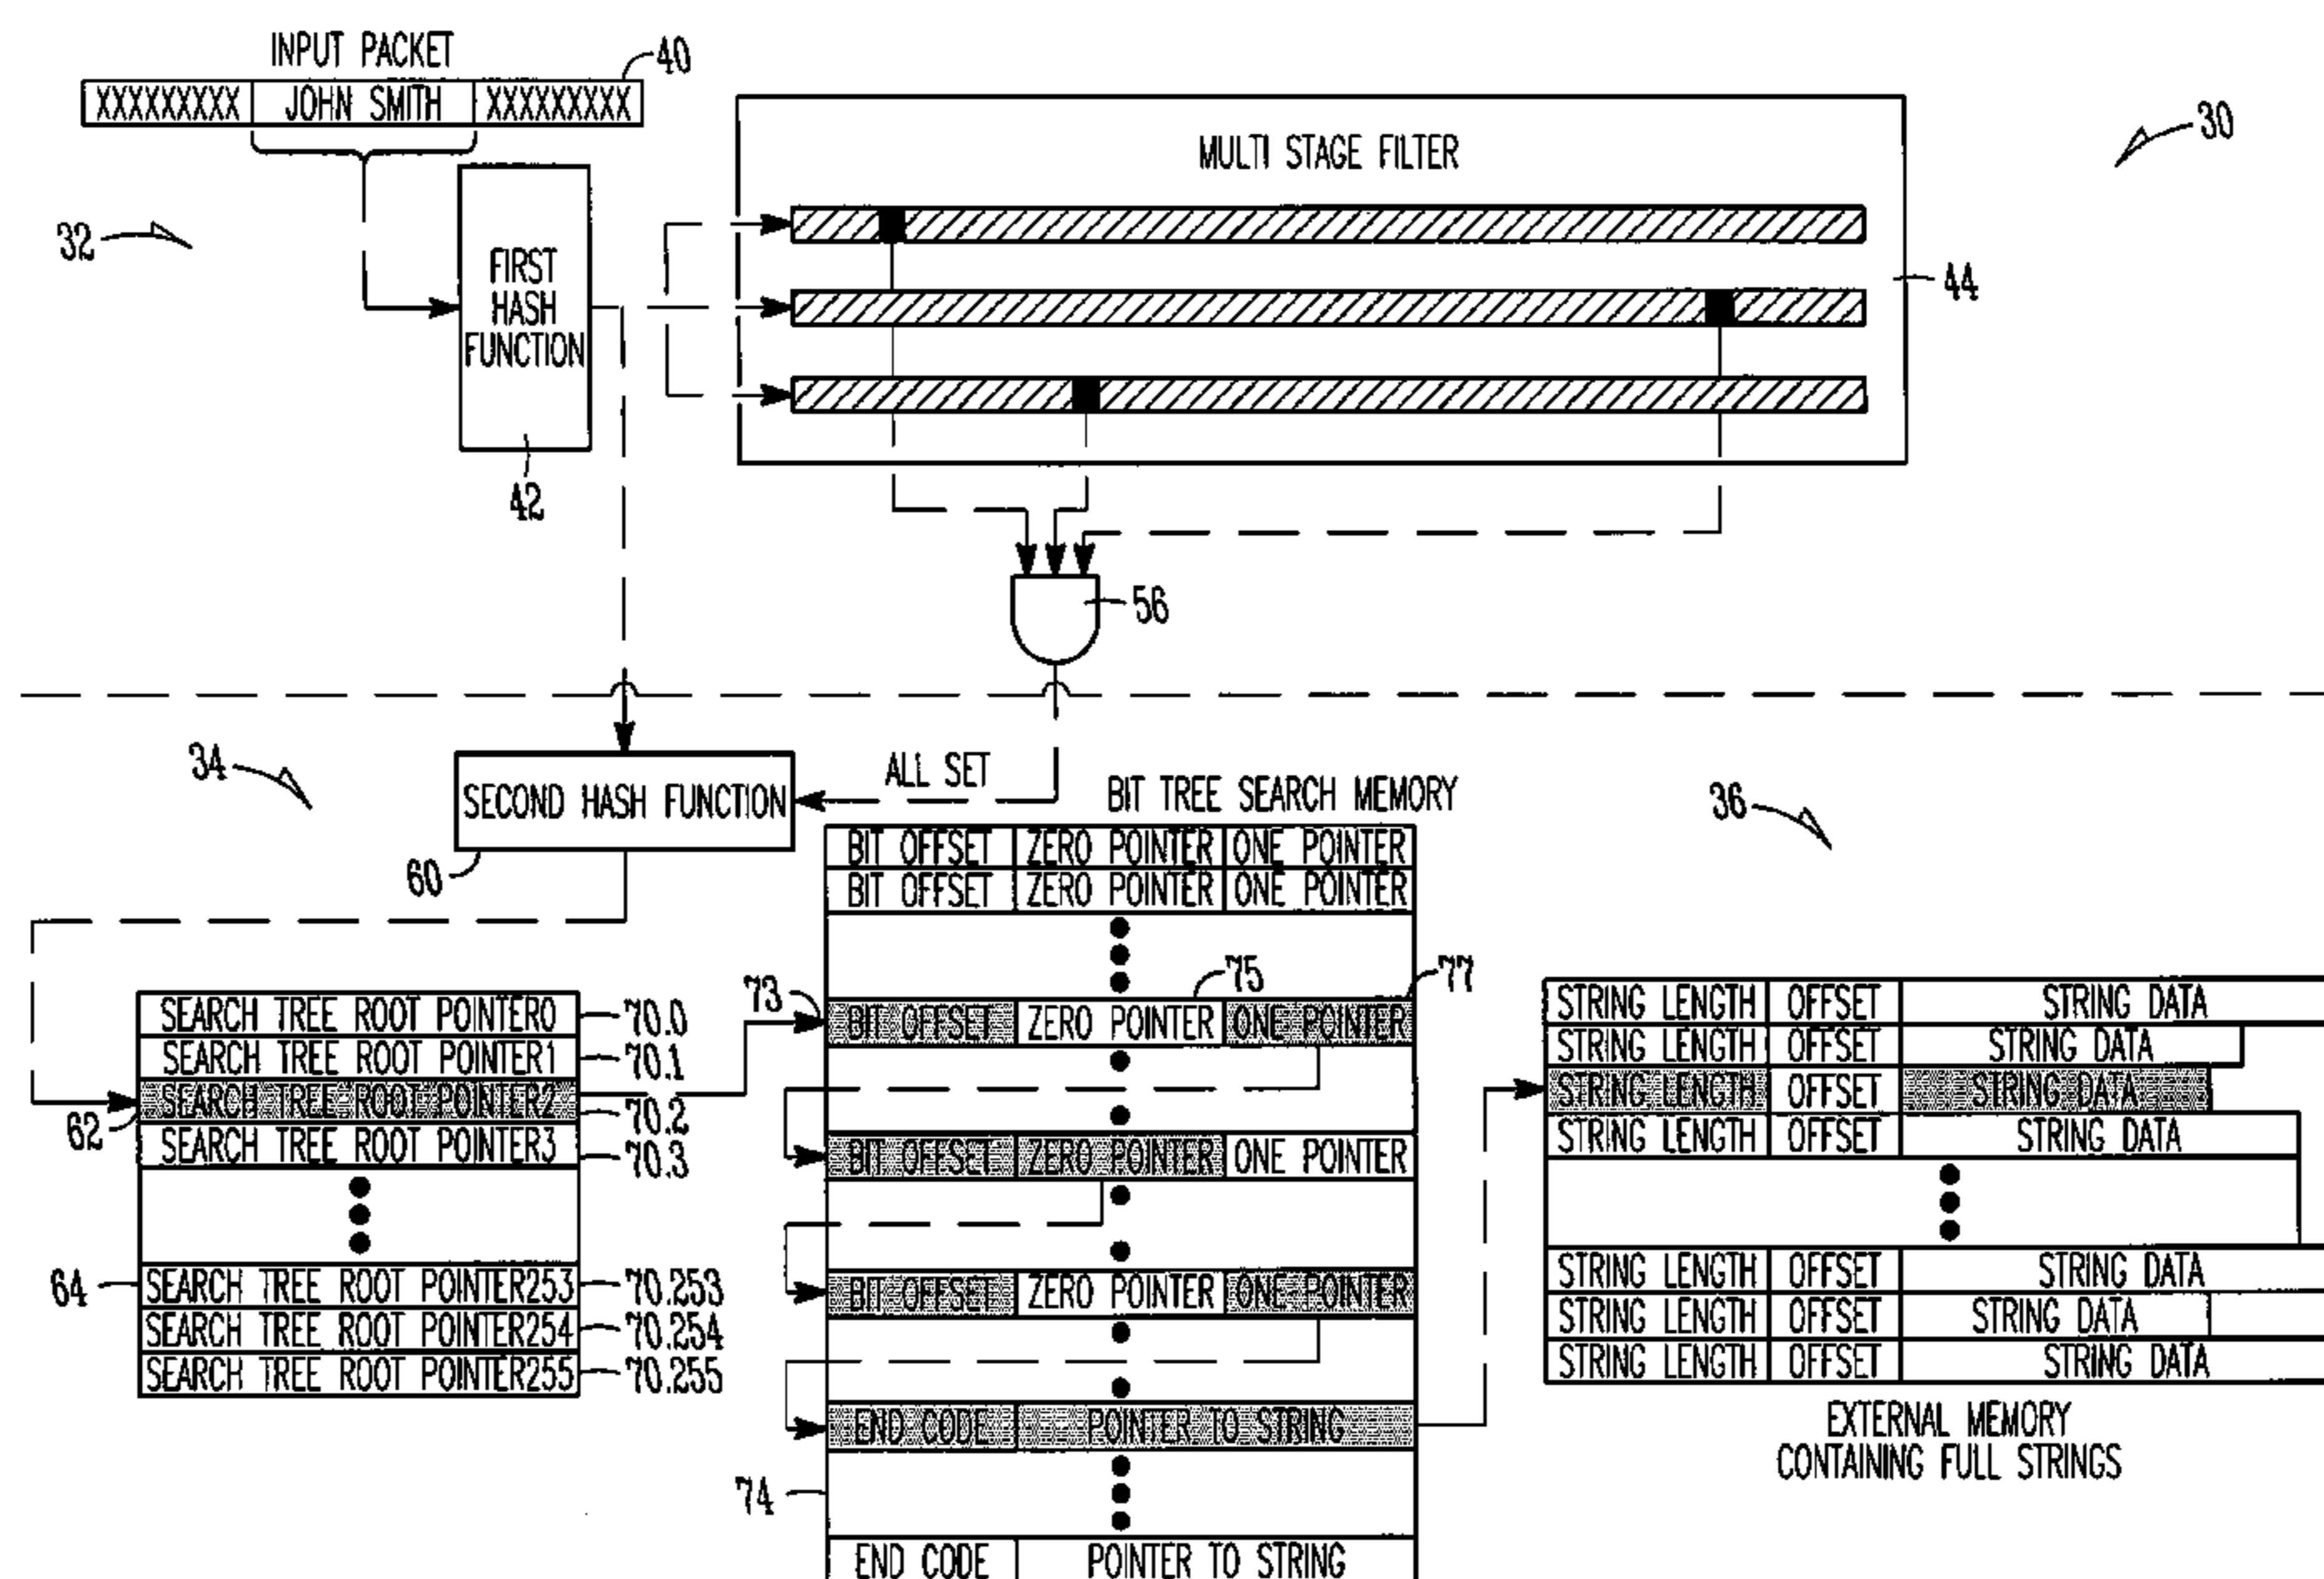 INPUT PACKET
40
XXXXXXXXX JOHN SMITH XXXXXXXXX
30
MULTI STAGE FILTER
32
FIRST
HASH
FUNCTION
44
42
56
34
SECOND HASH FUNCTION
ALL SET
60
BIT TREE SEARCH MEMORY
36
BIT OFFSET ZERO POINTER ONE POINTER
BIT OFFSET ZERO POINTER ONE POINTER
73
75
77
BIT OFFSET ZERO POINTER ONE POINTER
BIT OFFSET ZERO POINTER ONE POINTER
BIT OFFSET ZERO POINTER ONE POINTER
END CODE POINTER TO STRING
74
END CODE POINTER TO STRING
SEARCH TREE ROOT POINTER0 70.0
SEARCH TREE ROOT POINTER1 70.1
SEARCH TREE ROOT POINTER2 70.2
62
SEARCH TREE ROOT POINTER3 70.3
64
SEARCH TREE ROOT POINTER253 70.253
SEARCH TREE ROOT POINTER254 70.254
SEARCH TREE ROOT POINTER255 70.255
STRING LENGTH OFFSET STRING DATA
STRING LENGTH OFFSET STRING DATA
STRING LENGTH OFFSET STRING DATA
STRING LENGTH OFFSET STRING DATA
STRING LENGTH OFFSET STRING DATA
STRING LENGTH OFFSET STRING DATA
STRING LENGTH OFFSET STRING DATA
EXTERNAL MEMORY
CONTAINING FULL STRINGS